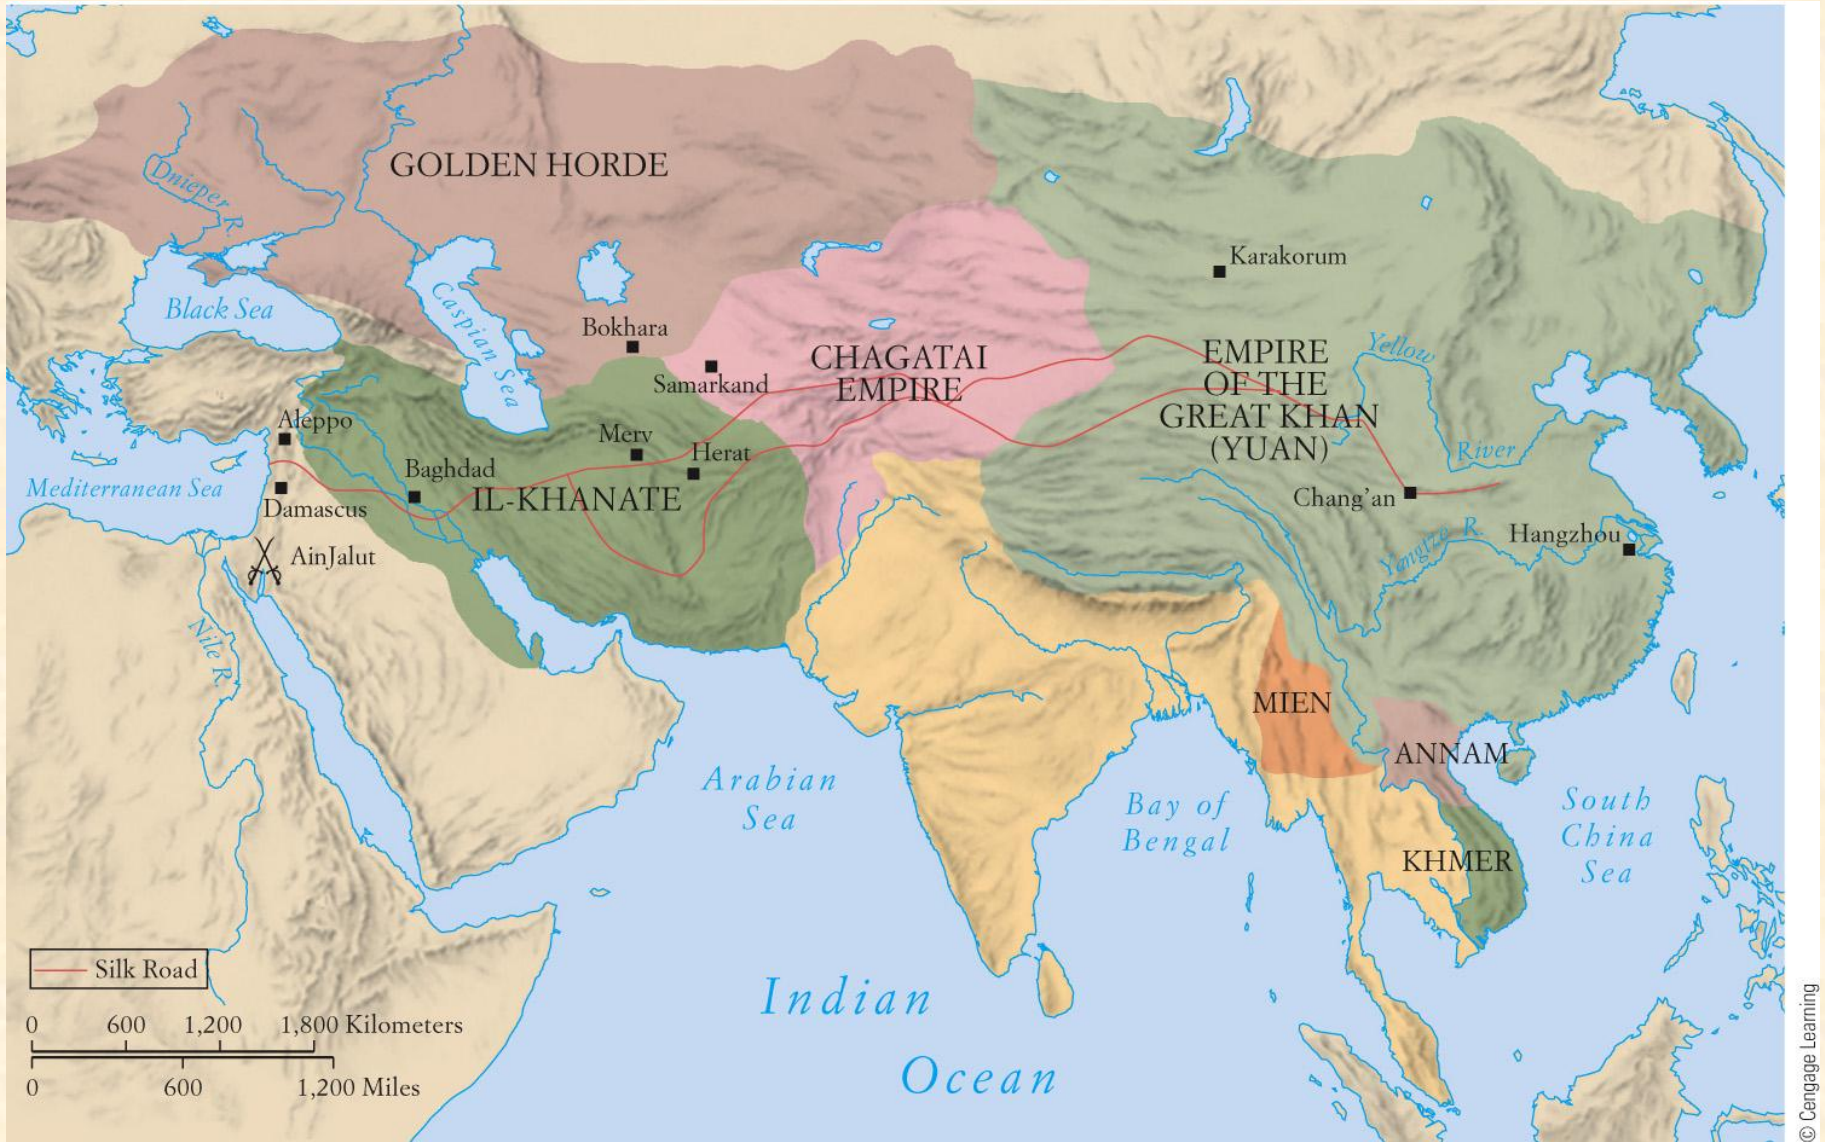 GOLDEN HORDE
Dnieper R.
Black Sea
Caspian Sea
Karakorum
Bokhara
Samarkand
CHAGATAI
EMPIRE
EMPIRE
OF THE
GREAT KHAN
(YUAN)
Yellow
River
Aleppo
Merv
Herat
Baghdad
IL-KHANATE
Mediterranean Sea
Damascus
AinJalut
Chang'an
Hangzhou
Yangtze R.
Nile R.
MIEN
ANNAM
Arabian
Sea
Bay of
Bengal
South
China
Sea
KHMER
Indian
Ocean
Silk Road
0 600 1,200 1,800 Kilometers
0 600 1,200 Miles
© Cengage Learning